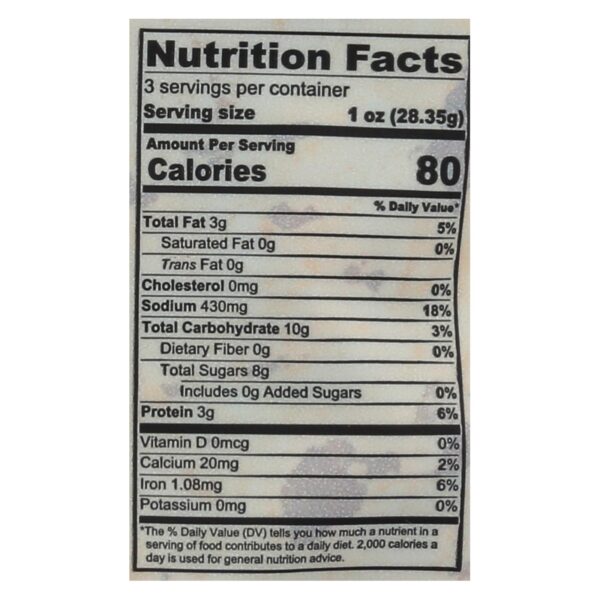 Nutrition Facts
3 servings per container
Serving size 1 oz (28.35g)
Amount Per Serving
Calories 80
% Daily Value*
Total Fat 3g 5%
Saturated Fat 0g 0%
Trans Fat 0g
Cholesterol 0mg 0%
Sodium 430mg 18%
Total Carbohydrate 10g 3%
Dietary Fiber 0g 0%
Total Sugars 8g
Includes 0g Added Sugars 0%
Protein 3g 6%
Vitamin D 0mcg 0%
Calcium 20mg 2%
Iron 1.08mg 6%
Potassium 0mg 0%
*The % Daily Value (DV) tells you how much a nutrient in a
serving of food contributes to a daily diet. 2,000 calories a
day is used for general nutrition advice.